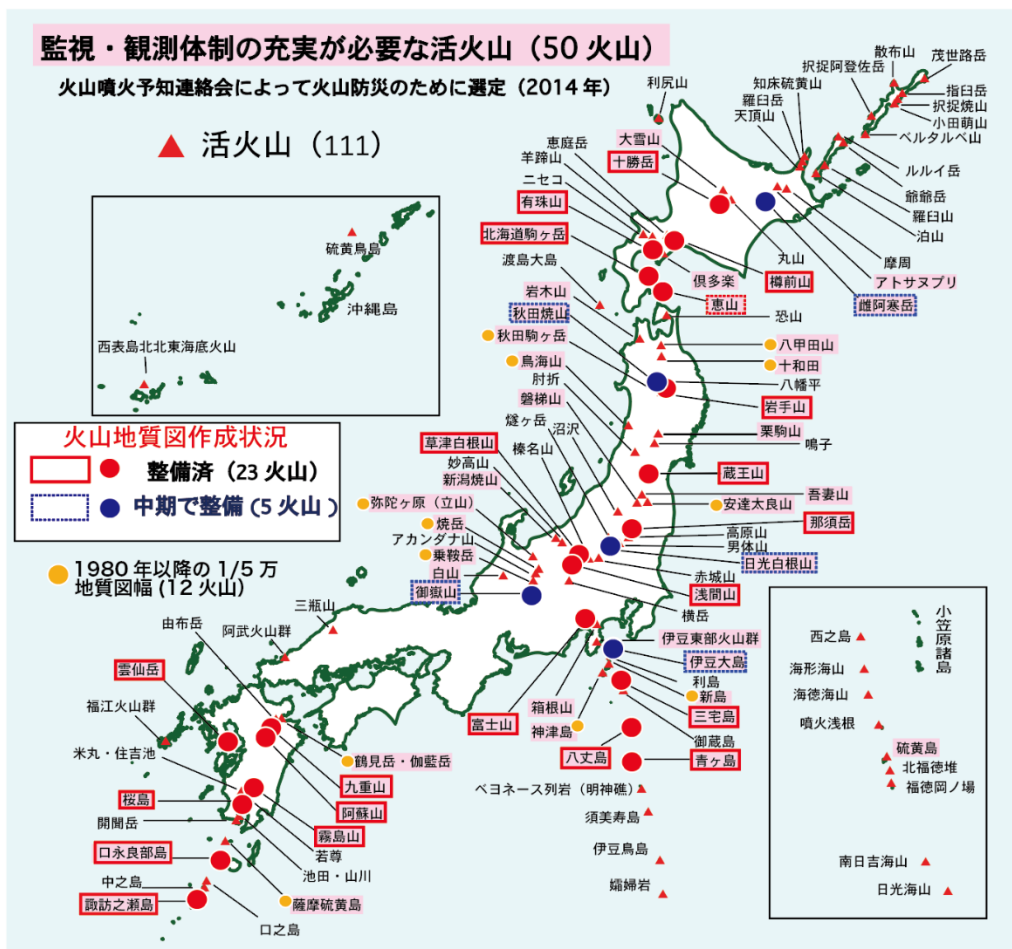 監視・観測体制の充実が必要な活火山（50 火山）
火山噴火予知連絡会によって火山防災のために選定（2014 年）
活火山（111）
硫黄鳥島
沖縄島
西表島北北東海底火山
火山地質図作成状況
整備済（23 火山）
中期で整備 (5 火山 )
1980 年以降の 1/5 万
地質図幅 (12 火山)
散布山
茂世路岳
択捉阿登佐岳
指臼岳
知床硫黄山
択捉焼山
羅臼岳
小田萌山
天頂山
ベルタルベ山
利尻山
大雪山
十勝岳
恵庭岳
羊蹄山
ニセコ
有珠山
北海道駒ヶ岳
渡島大島
ルルイ岳
爺爺岳
羅臼山
泊山
摩周
丸山
アトサヌプリ
倶多楽
樽前山
雌阿寒岳
恵山
岩木山
秋田焼山
恐山
秋田駒ヶ岳
八甲田山
鳥海山
十和田
肘折
八幡平
磐梯山
岩手山
燧ヶ岳
沼沢
栗駒山
榛名山
鳴子
草津白根山
妙高山
蔵王山
新潟焼山
吾妻山
弥陀ヶ原（立山）
安達太良山
焼岳
那須岳
アカンダナ山
高原山
乗鞍岳
男体山
白山
日光白根山
御嶽山
赤城山
浅間山
横岳
三瓶山
由布岳
阿武火山群
伊豆東部火山群
雲仙岳
伊豆大島
利島
箱根山
新島
福江火山群
富士山
神津島
三宅島
米丸・住吉池
御蔵島
鶴見岳・伽藍岳
八丈島
青ヶ島
九重山
ベヨネース列岩（明神礁）
桜島
阿蘇山
須美寿島
開聞岳
霧島山
口永良部島
若尊
伊豆鳥島
池田・山川
中之島
孀婦岩
諏訪之瀬島
薩摩硫黄島
口之島
小笠原諸島
西之島
海形海山
海徳海山
噴火浅根
硫黄島
北福徳堆
福徳岡ノ場
南日吉海山
日光海山